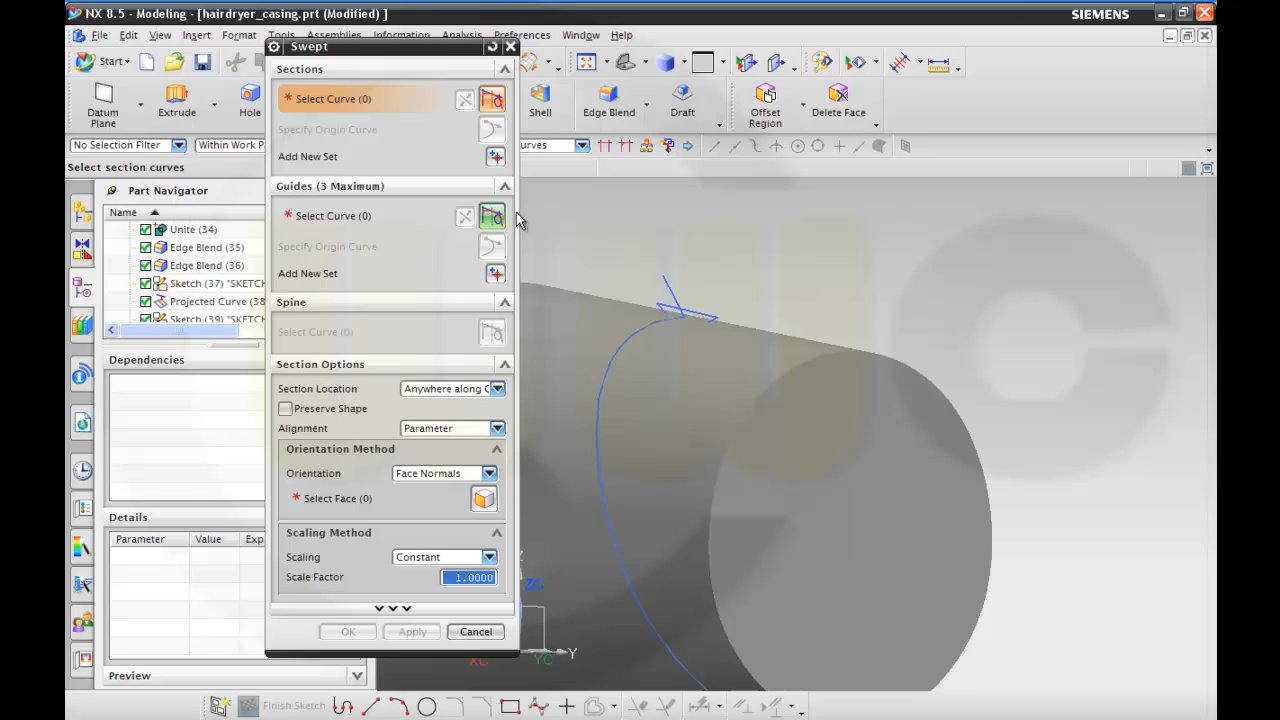 NX 8.5 - Modeling - [hairdryer_casing.prt (Modified) ]
SIEMENS
File Edit View Insert Format Tools Assemblies Information Analysis Preferences Window Help
Swept
Start
Sections
Datum Plane
Extrude
Hole
* Select Curve (0)
Shell
Edge Blend
Draft
Offset Region
Delete Face
Specify Origin Curve
No Selection Filter
Within Work P
Add New Set
urves
Select section curves
Part Navigator
Guides (3 Maximum)
Name
* Select Curve (0)
Unite (34)
Edge Blend (35)
Specify Origin Curve
Edge Blend (36)
Add New Set
Sketch (37) "SKETCH
Projected Curve (38
Spine
Sketch (39) "SKETCH
Select Curve (0)
Dependencies
Section Options
Section Location
Anywhere along G
Preserve Shape
Alignment
Parameter
Orientation Method
Orientation
Face Normals
* Select Face (0)
Details
Scaling Method
Parameter
Value
Exp
Scaling
Constant
Scale Factor
1.0000
Z
ZC
OK
Apply
Cancel
XC
YC
Y
Preview
Finish Sketch